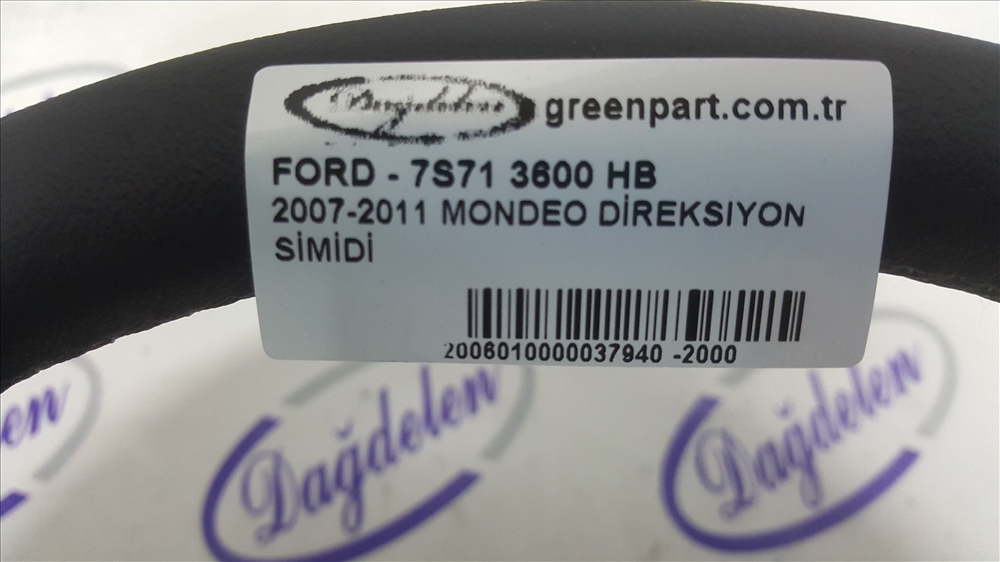 greenpart.com.tr
FORD - 7S71 3600 HB
2007-2011 MONDEO DİREKSIYON
SİMİDİ
2006010000037940 -2000
en
Dağdelen
Dağdelen